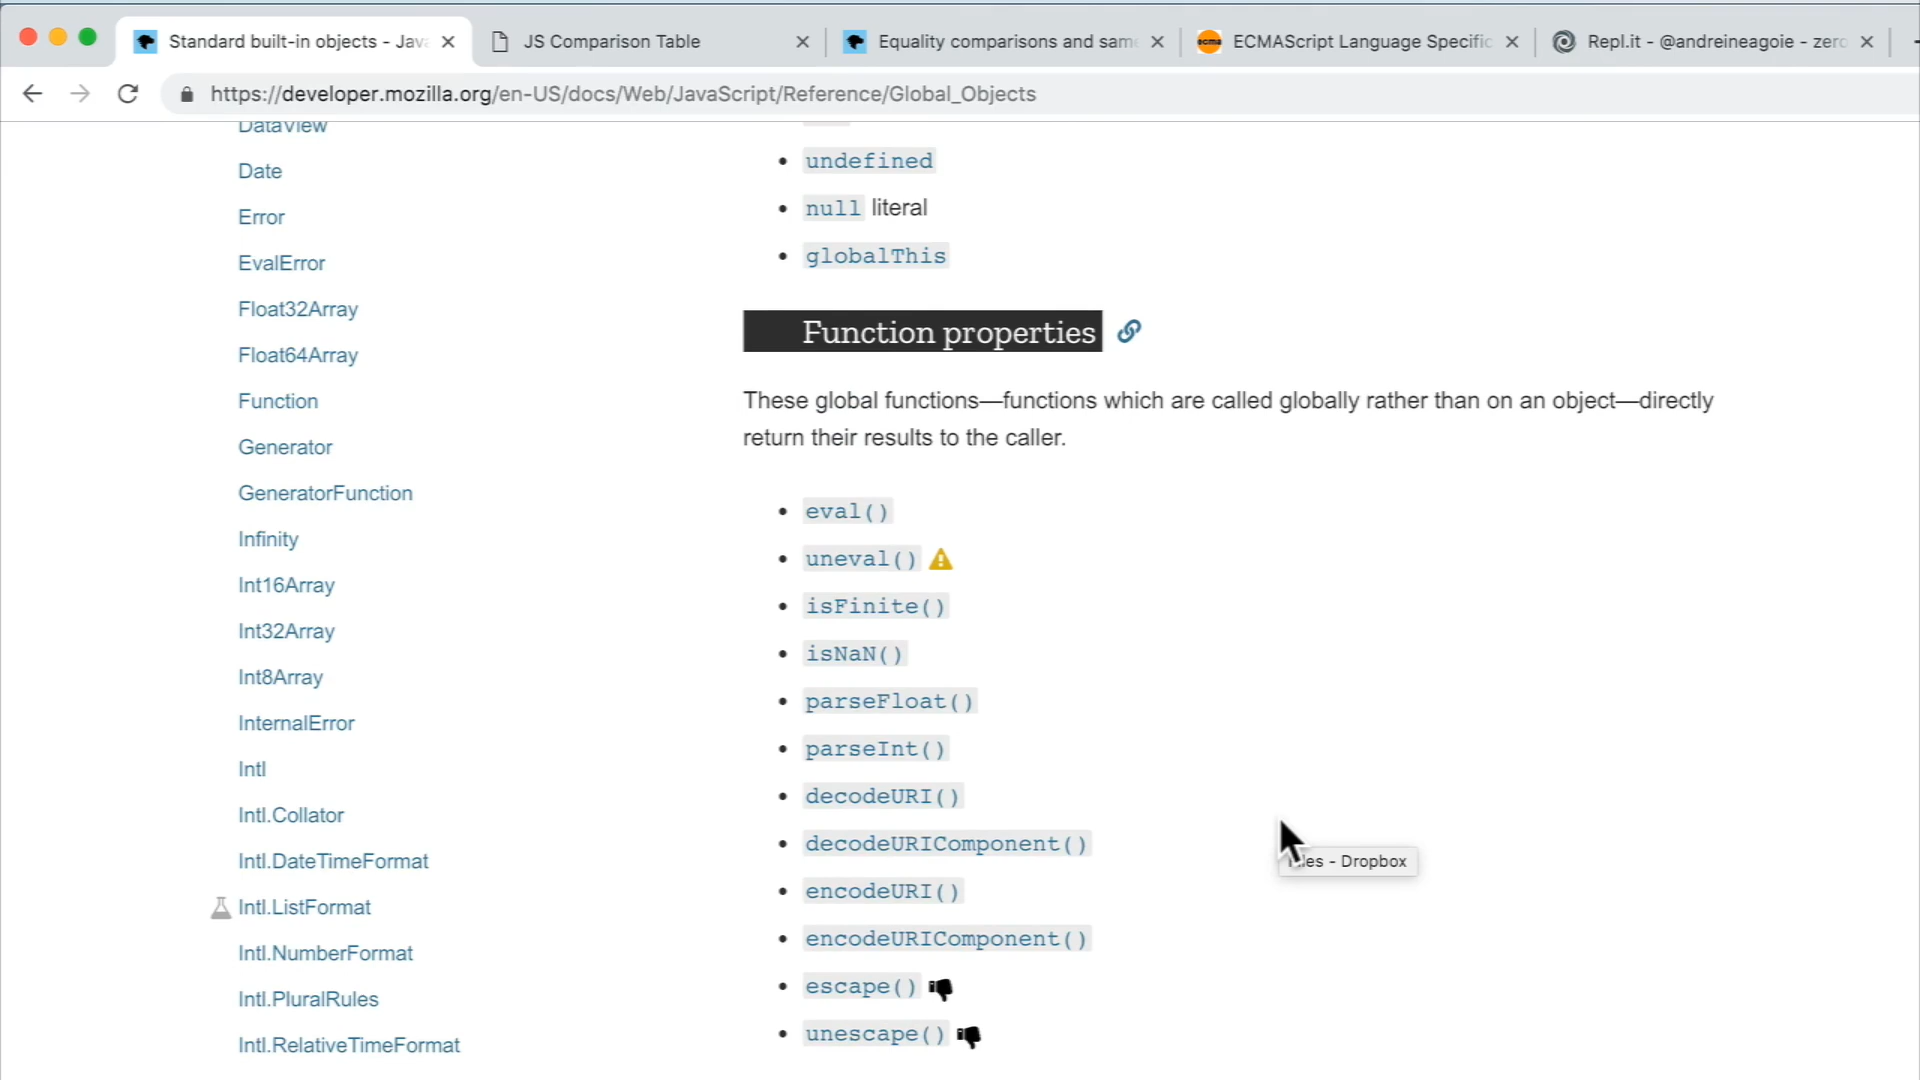 Standard built-in objects - Jav
JS Comparison Table
Equality comparisons and sam
ECMAScript Language Specific
Repl.it - @andreineagoie - zero
https://developer.mozilla.org/en-US/docs/Web/JavaScript/Reference/Global_Objects
DataView
Date
Error
EvalError
Float32Array
Float64Array
Function
Generator
GeneratorFunction
Infinity
Int16Array
Int32Array
Int8Array
InternalError
Intl
Intl.Collator
Intl.DateTimeFormat
Intl.ListFormat
Intl.NumberFormat
Intl.PluralRules
Intl.RelativeTimeFormat
undefined
null literal
globalThis
Function properties
These global functions—functions which are called globally rather than on an object—directly
return their results to the caller.
eval()
uneval()
isFinite()
isNaN()
parseFloat()
parseInt()
decodeURI()
decodeURIComponent()
encodeURI()
encodeURIComponent()
escape()
unescape()
- Dropbox